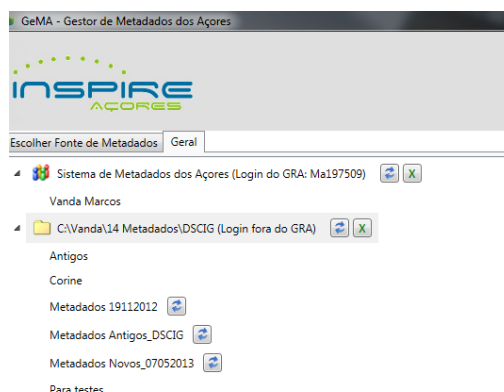 GeMA - Gestor de Metadados dos Açores
INSPIRE
AÇORES
Escolher Fonte de Metadados Geral
Sistema de Metadados dos Açores (Login do GRA: Ma197509) X
Vanda Marcos
C:\Vanda\14 Metadados\DSCIG (Login fora do GRA) X
Antigos
Corine
Metadados 19112012
Metadados Antigos_DSCIG
Metadados Novos_07052013
Para testes